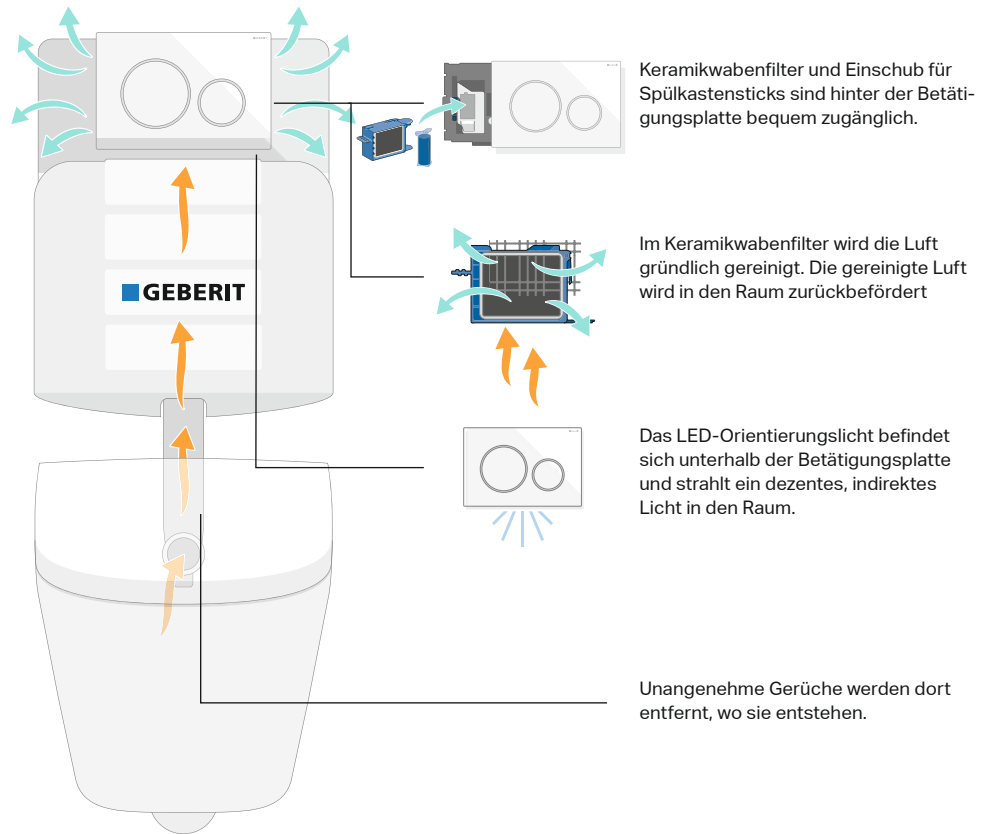 Keramikwabenfilter und Einschub für
Spülkastensticks sind hinter der Betäti-
gungsplatte bequem zugänglich.
Im Keramikwabenfilter wird die Luft
gründlich gereinigt. Die gereinigte Luft
wird in den Raum zurückbefördert
GEBERIT
Das LED-Orientierungslicht befindet
sich unterhalb der Betätigungsplatte
und strahlt ein dezentes, indirektes
Licht in den Raum.
Unangenehme Gerüche werden dort
entfernt, wo sie entstehen.